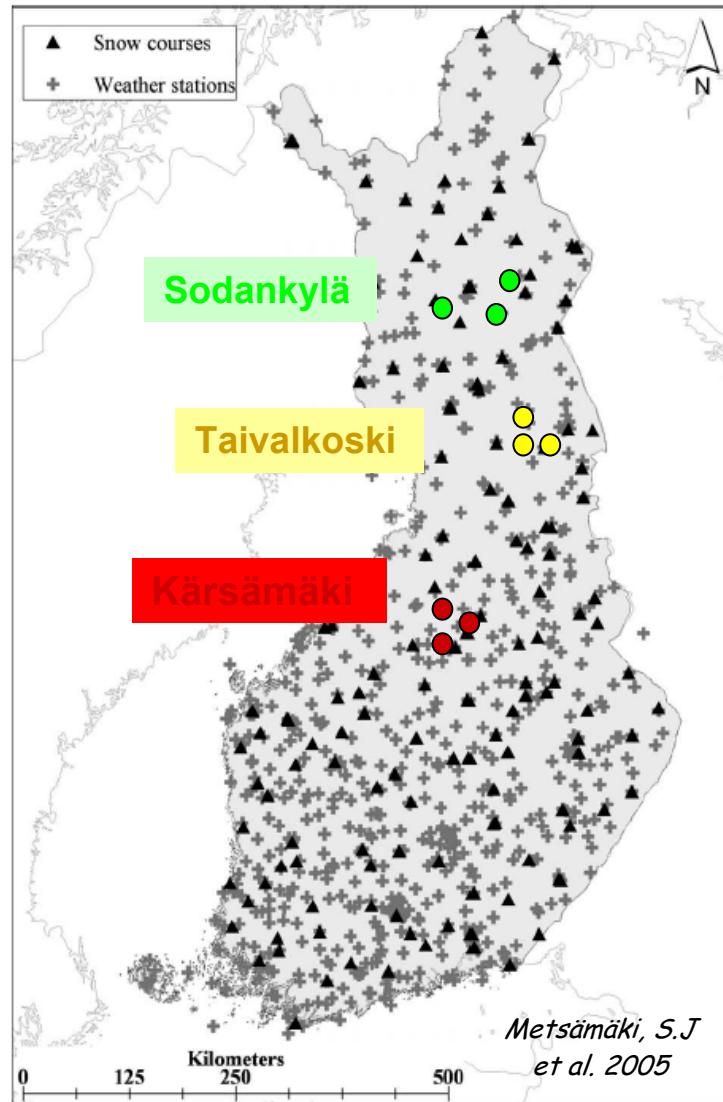 Snow courses
Weather stations
N
Sodankylä
Taivalkoski
Kärsämäki
Metsämäki, S.J
et al. 2005
Kilometers
0 125 250 500